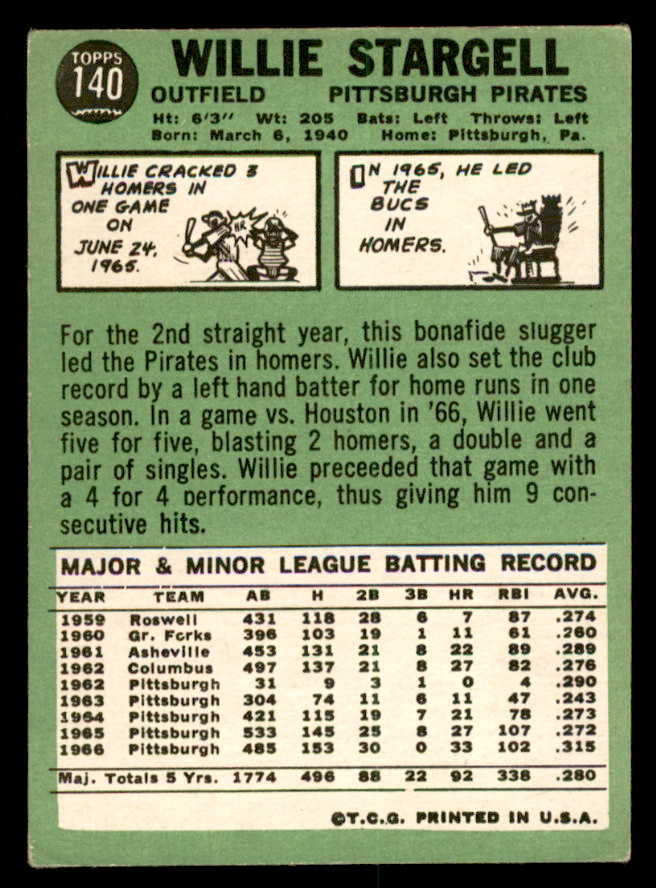 TOPPS
140
WILLIE STARGELL
OUTFIELD PITTSBURGH PIRATES
Ht: 6'3" Wt: 205 Bats: Left Throws: Left
Born: March 6, 1940 Home: Pittsburgh, Pa.
WILLIE CRACKED 3
HOMERS IN
ONE GAME
ON
JUNE 24,
1965.
HR
IN 1965, HE LED
THE
BUCS
IN
HOMERS.
For the 2nd straight year, this bonafide slugger
led the Pirates in homers. Willie also set the club
record by a left hand batter for home runs in one
season. In a game vs. Houston in '66, Willie went
five for five, blasting 2 homers, a double and a
pair of singles. Willie preceeded that game with
a 4 for 4 performance, thus giving him 9 con-
secutive hits.
MAJOR & MINOR LEAGUE BATTING RECORD
YEAR TEAM AB H 2B 3B HR RBI AVG.
1959 Roswell 431 118 28 6 7 87 .274
1960 Gr. Forks 396 103 19 1 11 61 .260
1961 Asheville 453 131 21 8 22 89 .289
1962 Columbus 497 137 21 8 27 82 .276
1962 Pittsburgh 31 9 3 1 0 4 .290
1963 Pittsburgh 304 74 11 6 11 47 .243
1964 Pittsburgh 421 115 19 7 21 78 .273
1965 Pittsburgh 533 145 25 8 27 107 .272
1966 Pittsburgh 485 153 30 0 33 102 .315
Maj. Totals 5 Yrs. 1774 496 88 22 92 338 .280
©T.C.G. PRINTED IN U.S.A.